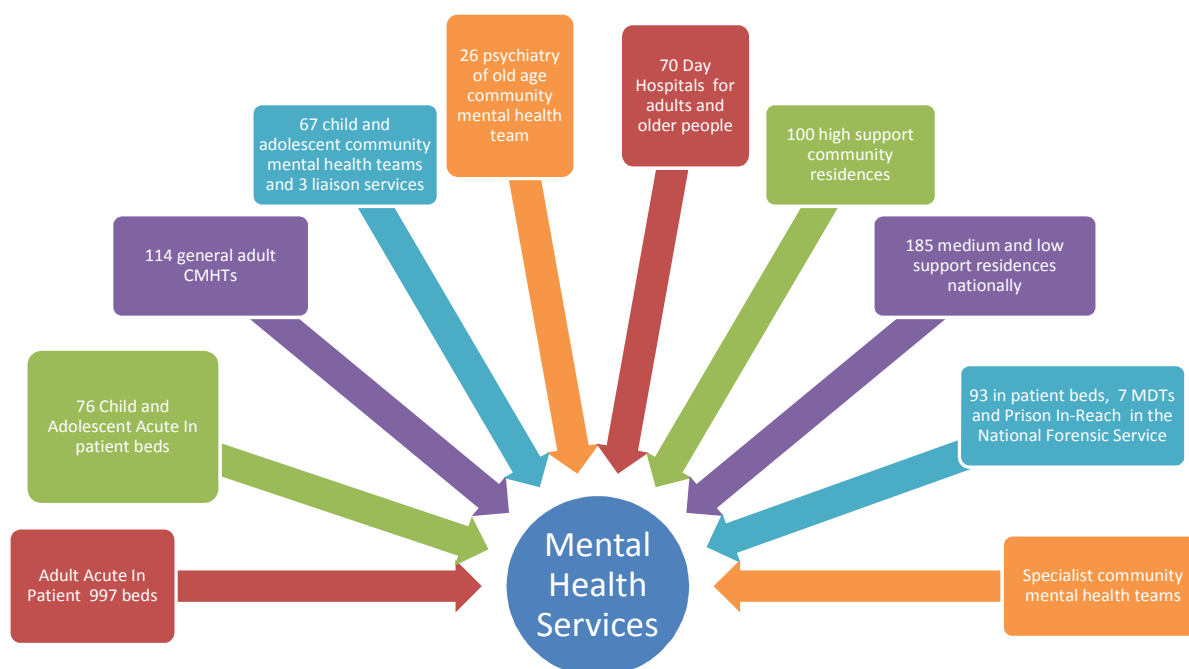 Adult Acute In
Patient  997 beds
76 Child and
Adolescent Acute In
patient beds
114 general adult
CMHTs
67 child and
adolescent community
mental health teams
and 3 liaison services
26 psychiatry
of old age
community
mental health
team
70 Day
Hospitals  for
adults and
older people
100 high support
community
residences
185 medium and low
support residences
nationally
93 in patient beds,  7 MDTs
and Prison In-Reach  in the
National Forensic Service
Specialist community
mental health teams
Mental
Health
Services